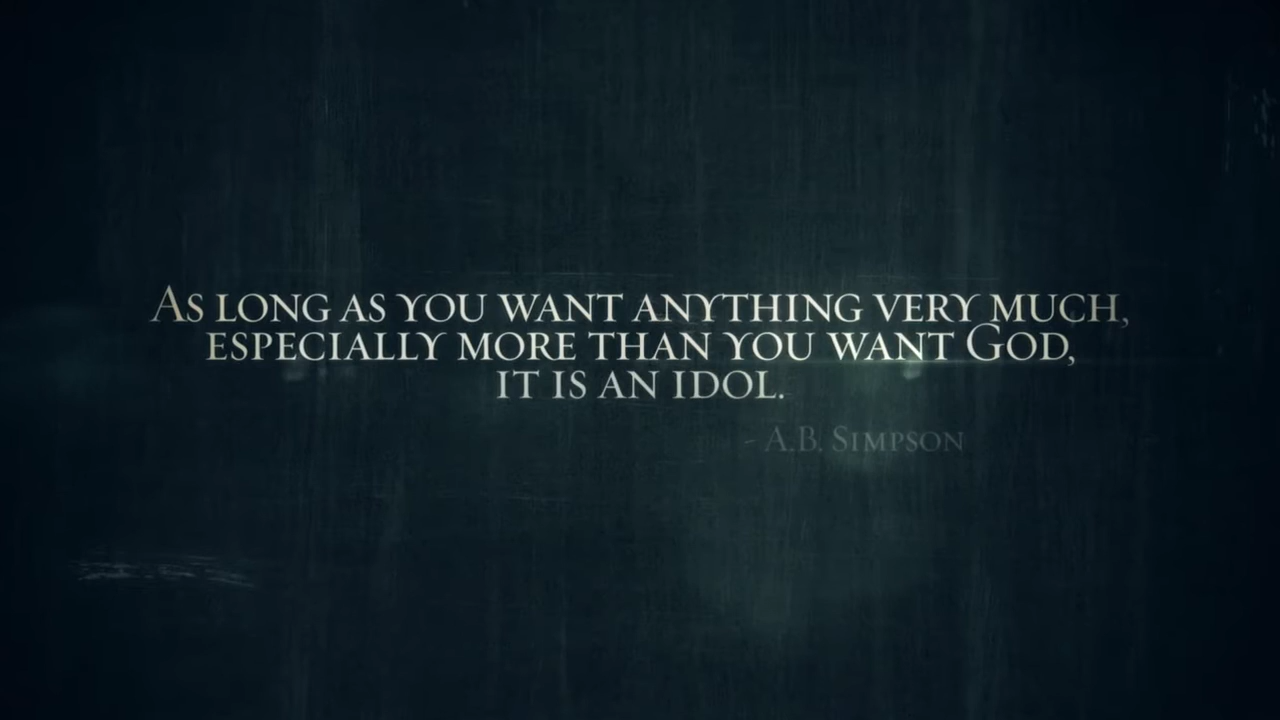 As long as you want anything very much,
especially more than you want God,
it is an idol.
- A.B. Simpson